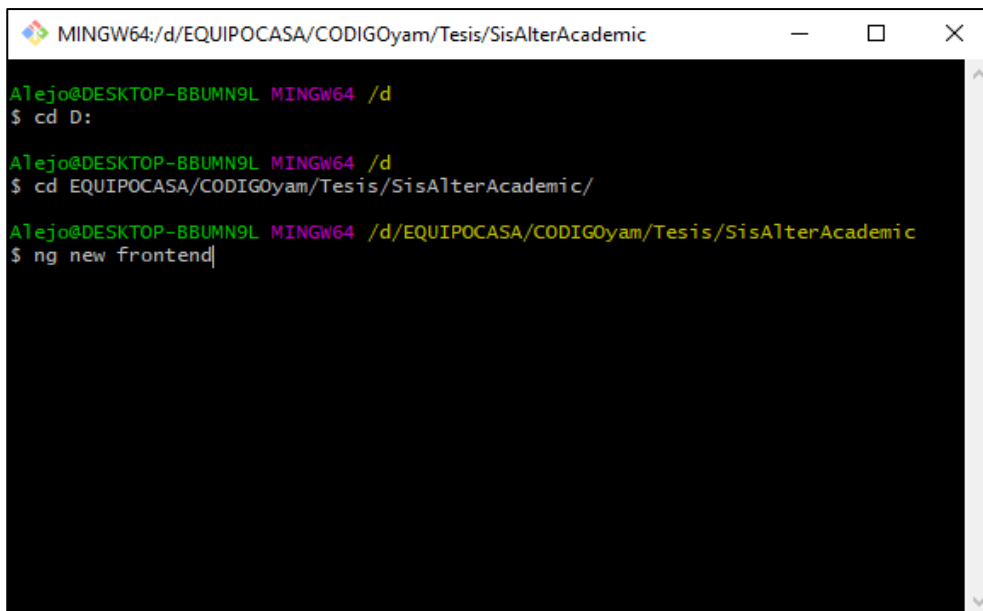 MINGW64:/d/EQUIPOCASA/CODIGOyam/Tesis/SisAlterAcademic
Alejo@DESKTOP-BBUMN9L MINGW64 /d
$ cd D:
Alejo@DESKTOP-BBUMN9L MINGW64 /d
$ cd EQUIPOCASA/CODIGOyam/Tesis/SisAlterAcademic/
Alejo@DESKTOP-BBUMN9L MINGW64 /d/EQUIPOCASA/CODIGOyam/Tesis/SisAlterAcademic
$ ng new frontend